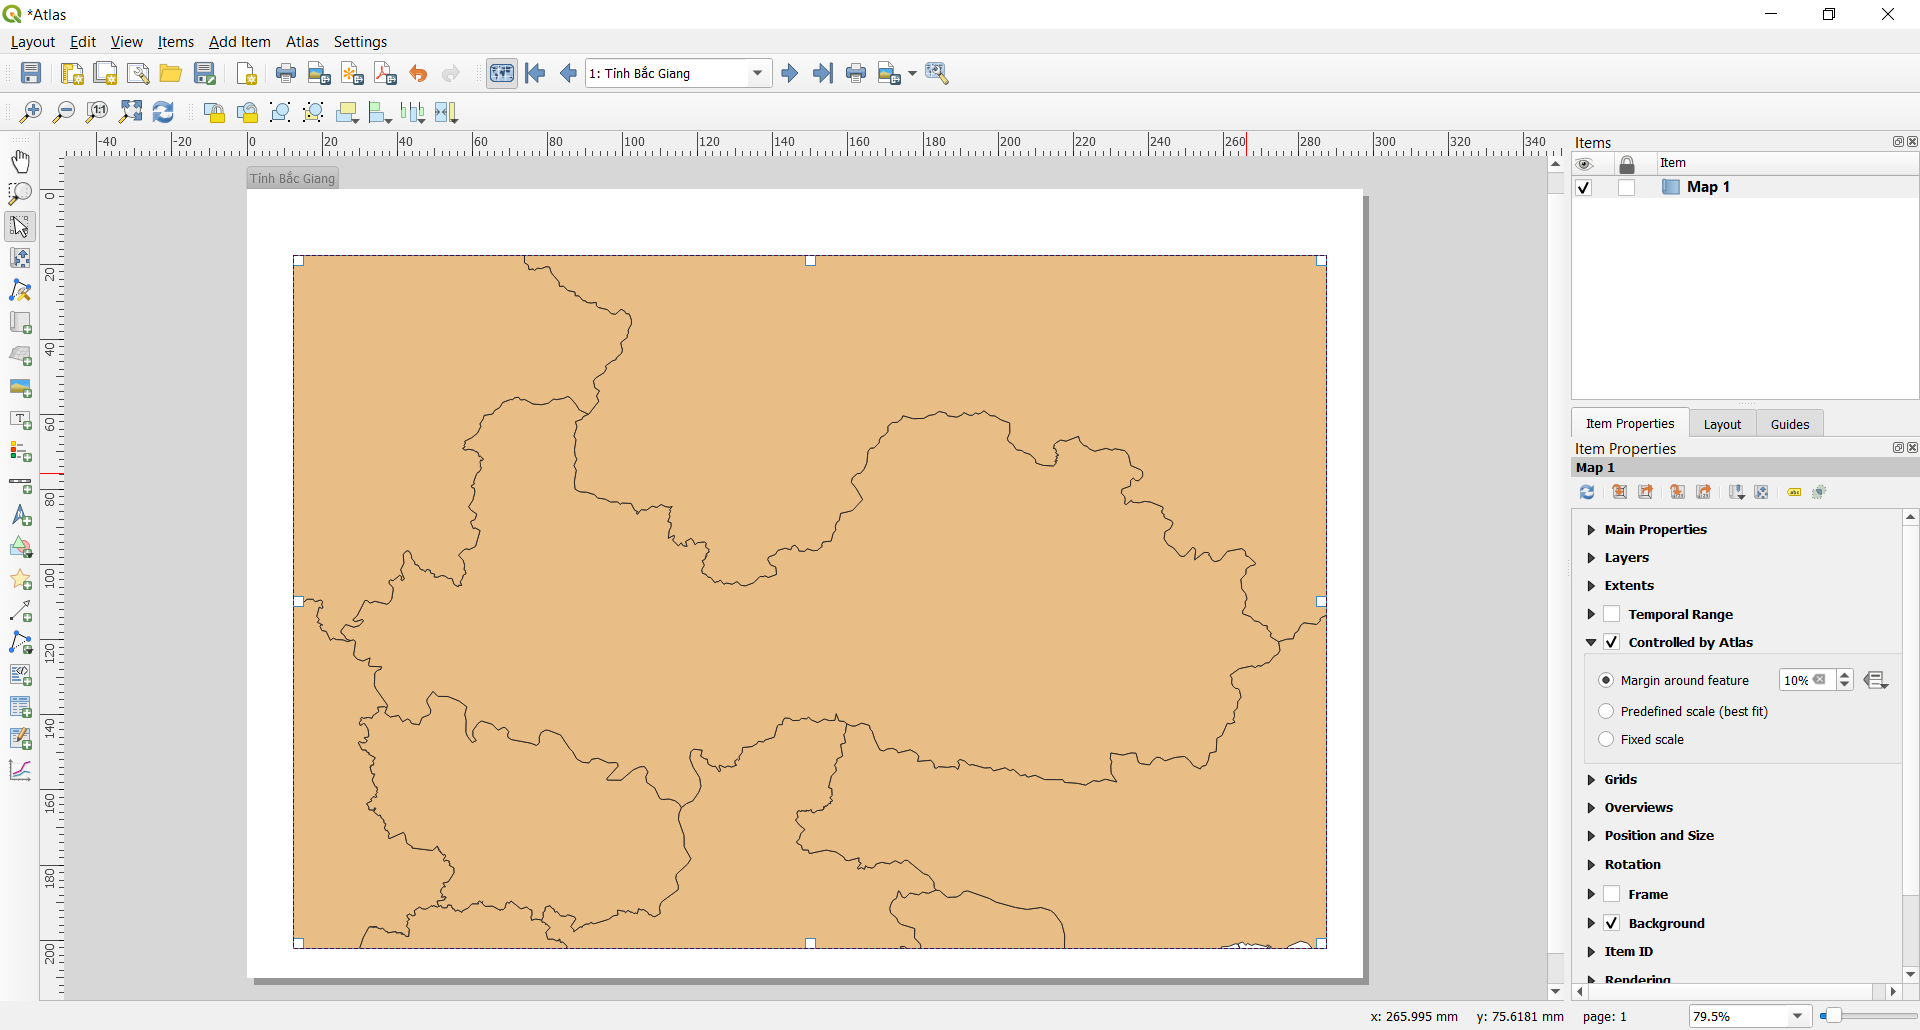 *Atlas
Layout Edit View Items Add Item Atlas Settings
1: Tỉnh Bắc Giang
-40 -20 0 20 40 60 80 100 120 140 160 180 200 220 240 260 280 300 320 340
0
20
40
60
80
100
120
140
160
180
200
Tỉnh Bắc Giang
Items
Item
Map 1
Item Properties Layout Guides
Item Properties
Map 1
Main Properties
Layers
Extents
Temporal Range
Controlled by Atlas
Margin around feature 10%
Predefined scale (best fit)
Fixed scale
Grids
Overviews
Position and Size
Rotation
Frame
Background
Item ID
Rendering
x: 265.995 mm y: 75.6181 mm page: 1 79.5%